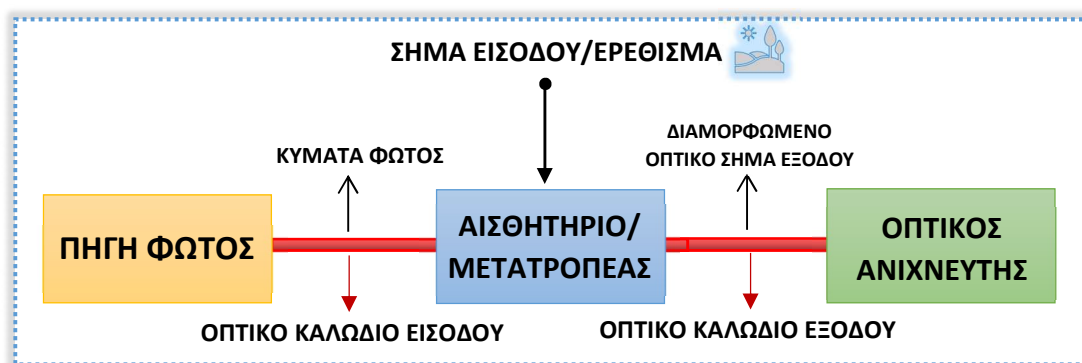 ΣΗΜΑ ΕΙΣΟΔΟΥ/ΕΡΕΘΙΣΜΑ
ΚΥΜΑΤΑ ΦΩΤΟΣ
ΔΙΑΜΟΡΦΩΜΕΝΟ
ΟΠΤΙΚΟ ΣΗΜΑ ΕΞΟΔΟΥ
ΠΗΓΗ ΦΩΤΟΣ
ΑΙΣΘΗΤΗΡΙΟ/
ΜΕΤΑΤΡΟΠΕΑΣ
ΟΠΤΙΚΟΣ
ΑΝΙΧΝΕΥΤΗΣ
ΟΠΤΙΚΟ ΚΑΛΩΔΙΟ ΕΙΣΟΔΟΥ
ΟΠΤΙΚΟ ΚΑΛΩΔΙΟ ΕΞΟΔΟΥ